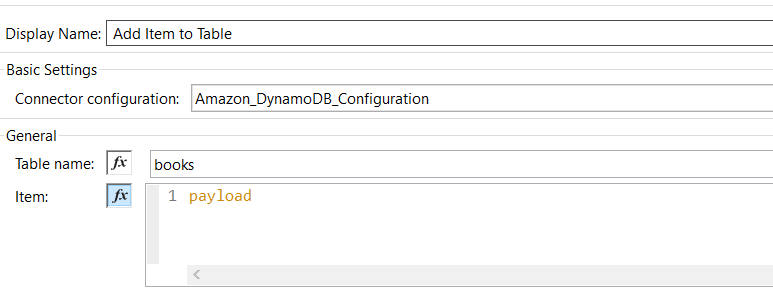 Display Name: Add Item to Table
Basic Settings
Connector configuration: Amazon_DynamoDB_Configuration
General
Table name: fx books
Item: fx 1 payload